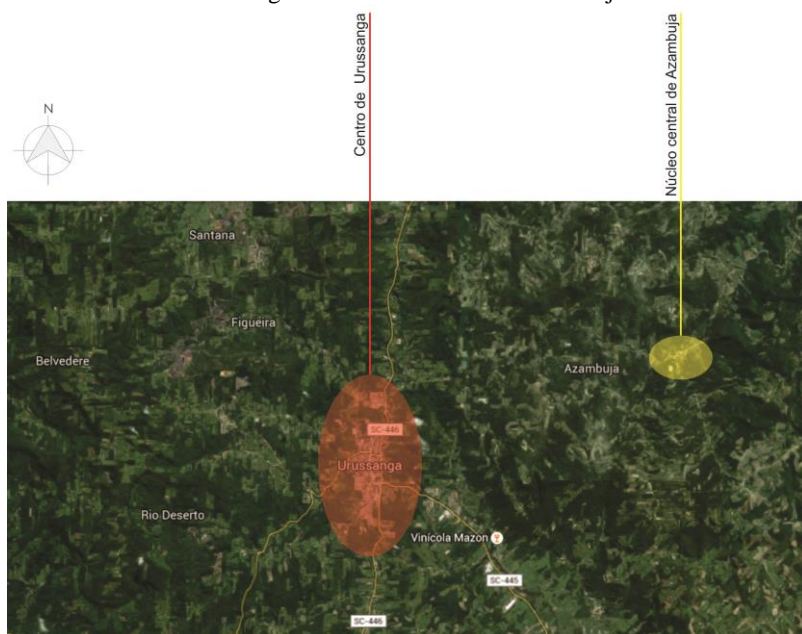 Centro de Urussanga
Núcleo central de Azambuja
N
Santana
Figueira
Belvedere
Azambuja
SC-446
Urussanga
Rio Deserto
Vinícola Mazon
SC-445
SC-446